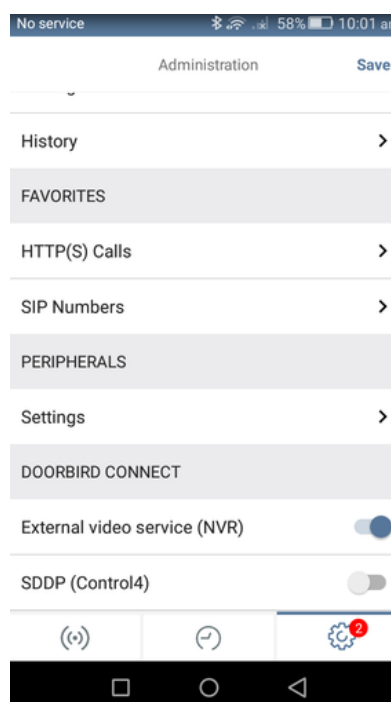 No service 58% 10:01 am
Administration Save
History
FAVORITES
HTTP(S) Calls
SIP Numbers
PERIPHERALS
Settings
DOORBIRD CONNECT
External video service (NVR)
SDDP (Control4)
2